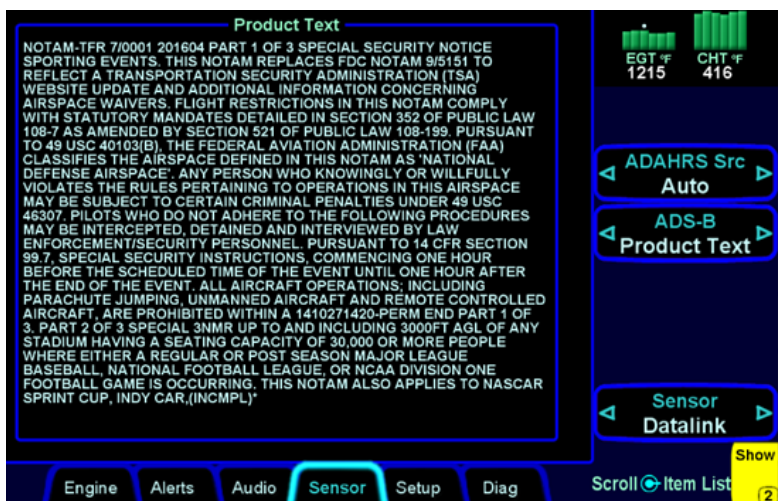 Product Text
NOTAM-TFR 7/0001 201604 PART 1 OF 3 SPECIAL SECURITY NOTICE
SPORTING EVENTS. THIS NOTAM REPLACES FDC NOTAM 9/5151 TO
REFLECT A TRANSPORTATION SECURITY ADMINISTRATION (TSA)
WEBSITE UPDATE AND ADDITIONAL INFORMATION CONCERNING
AIRSPACE WAIVERS. FLIGHT RESTRICTIONS IN THIS NOTAM COMPLY
WITH STATUTORY MANDATES DETAILED IN SECTION 352 OF PUBLIC LAW
108-7 AS AMENDED BY SECTION 521 OF PUBLIC LAW 108-199. PURSUANT
TO 49 USC 40103(B), THE FEDERAL AVIATION ADMINISTRATION (FAA)
CLASSIFIES THE AIRSPACE DEFINED IN THIS NOTAM AS 'NATIONAL
DEFENSE AIRSPACE'. ANY PERSON WHO KNOWINGLY OR WILLFULLY
VIOLATES THE RULES PERTAINING TO OPERATIONS IN THIS AIRSPACE
MAY BE SUBJECT TO CERTAIN CRIMINAL PENALTIES UNDER 49 USC
46307. PILOTS WHO DO NOT ADHERE TO THE FOLLOWING PROCEDURES
MAY BE INTERCEPTED, DETAINED AND INTERVIEWED BY LAW
ENFORCEMENT/SECURITY PERSONNEL. PURSUANT TO 14 CFR SECTION
99.7, SPECIAL SECURITY INSTRUCTIONS, COMMENCING ONE HOUR
BEFORE THE SCHEDULED TIME OF THE EVENT UNTIL ONE HOUR AFTER
THE END OF THE EVENT. ALL AIRCRAFT OPERATIONS; INCLUDING
PARACHUTE JUMPING, UNMANNED AIRCRAFT AND REMOTE CONTROLLED
AIRCRAFT, ARE PROHIBITED WITHIN A 1410271420-PERM END PART 1 OF
3. PART 2 OF 3 SPECIAL 3NMR UP TO AND INCLUDING 3000FT AGL OF ANY
STADIUM HAVING A SEATING CAPACITY OF 30,000 OR MORE PEOPLE
WHERE EITHER A REGULAR OR POST SEASON MAJOR LEAGUE
BASEBALL, NATIONAL FOOTBALL LEAGUE, OR NCAA DIVISION ONE
FOOTBALL GAME IS OCCURRING. THIS NOTAM ALSO APPLIES TO NASCAR
SPRINT CUP, INDY CAR,(INCMPL)*
EGT °F
1215
CHT °F
416
ADAHRS Src
Auto
ADS-B
Product Text
Sensor
Datalink
Show
2
Engine
Alerts
Audio
Sensor
Setup
Diag
Scroll Item List